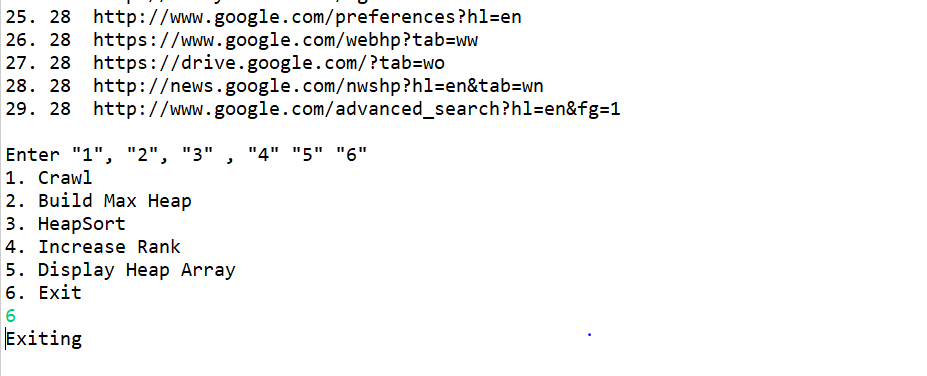 25. 28  http://www.google.com/preferences?hl=en
26. 28  https://www.google.com/webhp?tab=ww
27. 28  https://drive.google.com/?tab=wo
28. 28  http://news.google.com/nwshp?hl=en&tab=wn
29. 28  http://www.google.com/advanced_search?hl=en&fg=1
Enter "1", "2", "3" , "4" "5" "6"
1. Crawl
2. Build Max Heap
3. HeapSort
4. Increase Rank
5. Display Heap Array
6. Exit
6
Exiting